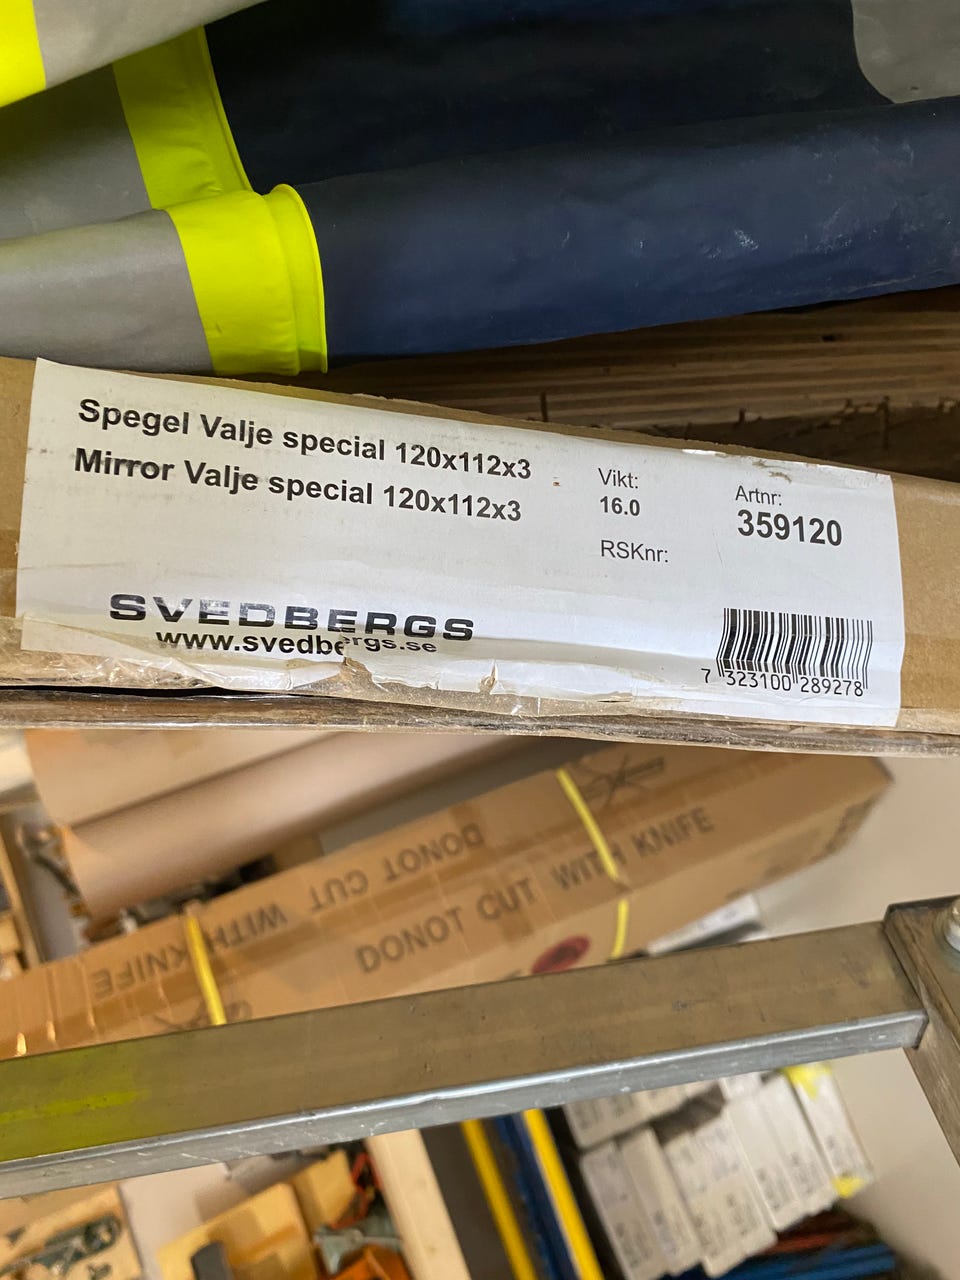 Spegel Valje special 120x112x3
Mirror Valje special 120x112x3
Vikt:
16.0
RSKnr:
Artnr:
359120
SVEDBERGS
www.svedbergs.se
7 323100 289278
DONOT CUT WITH KNIFE
DONOT CUT WITH KNIFE